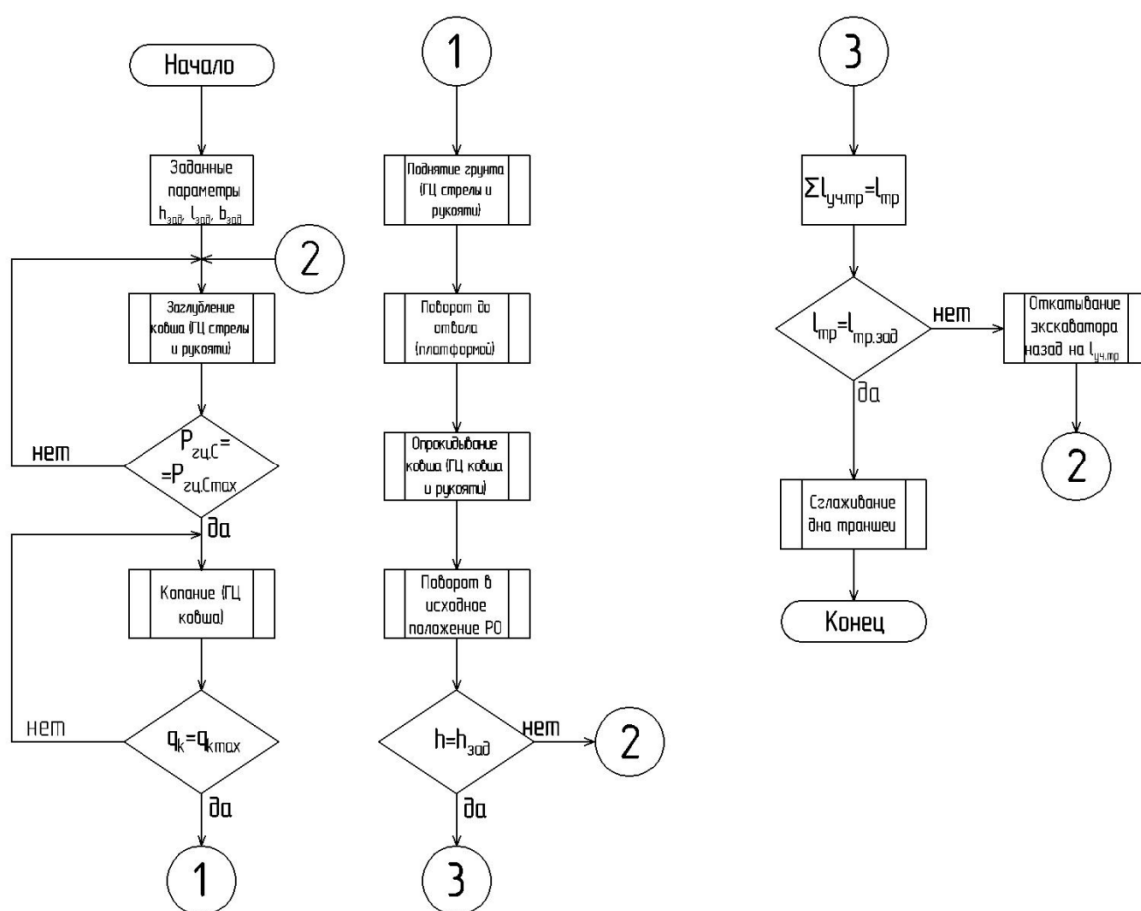 Начало
Заданные
параметры
hзад, lзад, bзад
2
Заглубление
ковша (ГЦ стрелы
и рукояти)
Pгц.С=
=Pгц.Сmax
нет
да
Копание (ГЦ
ковша)
qk=qkmax
нет
да
1
1
Поднятие грунта
(ГЦ стрелы и
рукояти)
Поворот до
отвала
(платформой)
Опрокидывание
ковша (ГЦ ковша
и рукояти)
Поворот в
исходное
положение РО
h=hзад
нет
2
да
3
3
Σlуч.тр=lтр
lтр=lтр.зад
нет
Откатывание
экскаватора
назад на lуч.тр
2
да
Сглаживание
дна траншеи
Конец